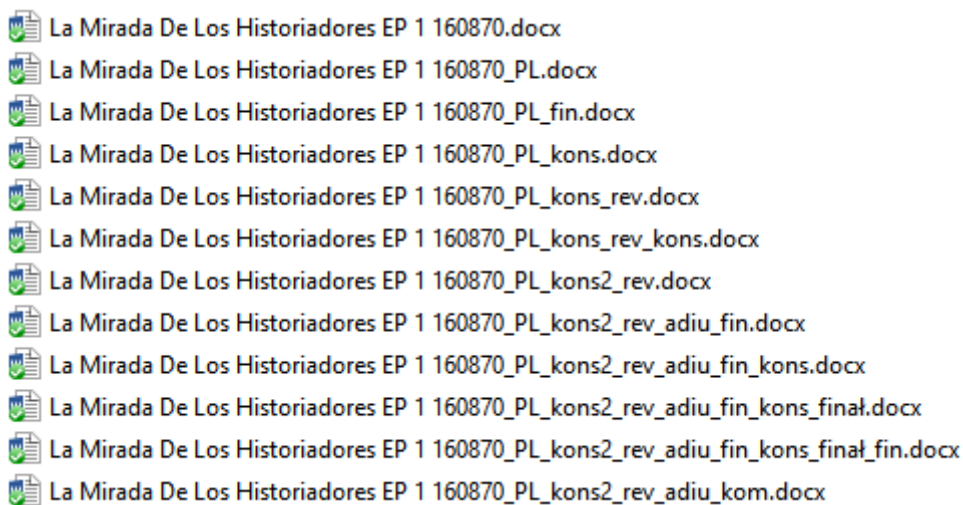 La Mirada De Los Historiadores EP 1 160870.docx
La Mirada De Los Historiadores EP 1 160870_PL.docx
La Mirada De Los Historiadores EP 1 160870_PL_fin.docx
La Mirada De Los Historiadores EP 1 160870_PL_kons.docx
La Mirada De Los Historiadores EP 1 160870_PL_kons_rev.docx
La Mirada De Los Historiadores EP 1 160870_PL_kons_rev_kons.docx
La Mirada De Los Historiadores EP 1 160870_PL_kons2_rev.docx
La Mirada De Los Historiadores EP 1 160870_PL_kons2_rev_adiu_fin.docx
La Mirada De Los Historiadores EP 1 160870_PL_kons2_rev_adiu_fin_kons.docx
La Mirada De Los Historiadores EP 1 160870_PL_kons2_rev_adiu_fin_kons_finał.docx
La Mirada De Los Historiadores EP 1 160870_PL_kons2_rev_adiu_fin_kons_finał_fin.docx
La Mirada De Los Historiadores EP 1 160870_PL_kons2_rev_adiu_kom.docx